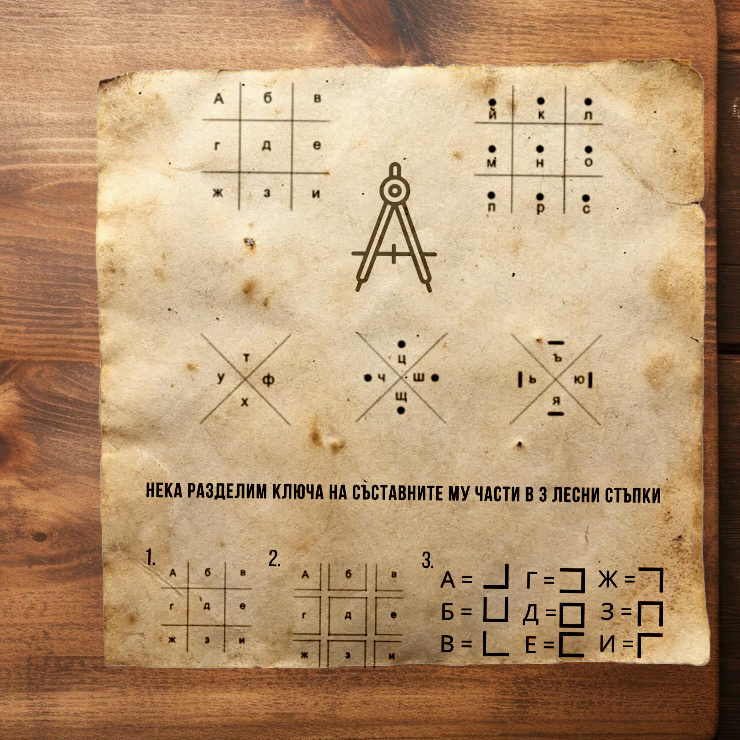 А б в
г д е
ж з и
й к л
м н о
п р с
т
у ф
х
ц
ч ш
щ
ъ
ь ю
я
НЕКА РАЗДЕЛИМ КЛЮЧА НА СЪСТАВНИТЕ МУ ЧАСТИ В 3 ЛЕСНИ СТЪПКИ
1.
А б в
г д е
ж з и
2.
А б в
г д е
ж з и
3.
А = Г = Ж =
Б = Д = З =
В = Е = И =